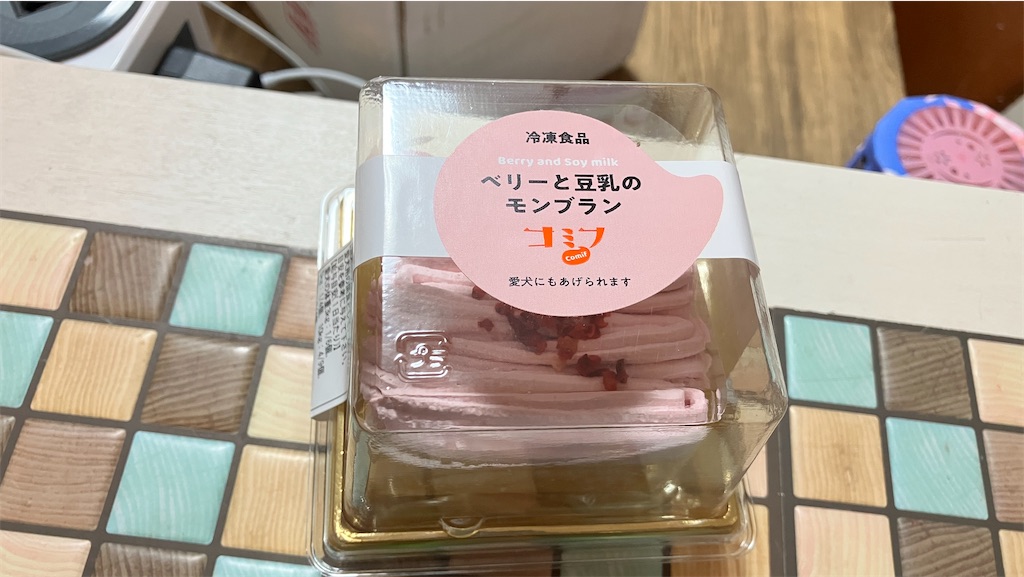 冷凍食品
Berry and Soy milk
ベリーと豆乳の
モンブラン
コミフ
comif
愛犬にもあげられます